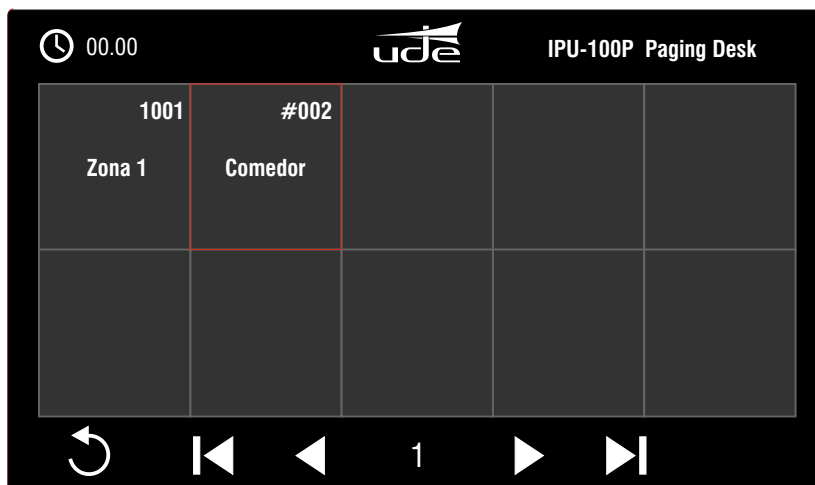 00.00
ude
IPU-100P Paging Desk
1001
#002
Zona 1
Comedor
1